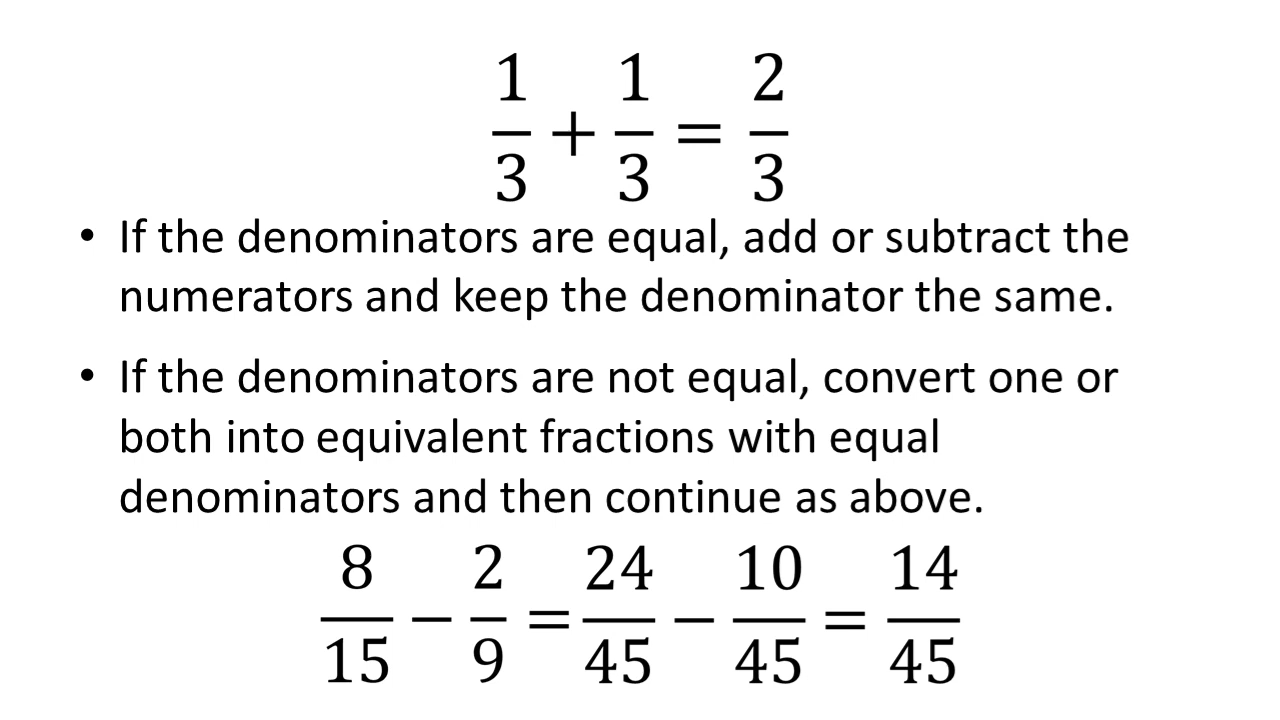 1/3 + 1/3 = 2/3
• If the denominators are equal, add or subtract the
numerators and keep the denominator the same.
• If the denominators are not equal, convert one or
both into equivalent fractions with equal
denominators and then continue as above.
8/15 − 2/9 = 24/45 − 10/45 = 14/45